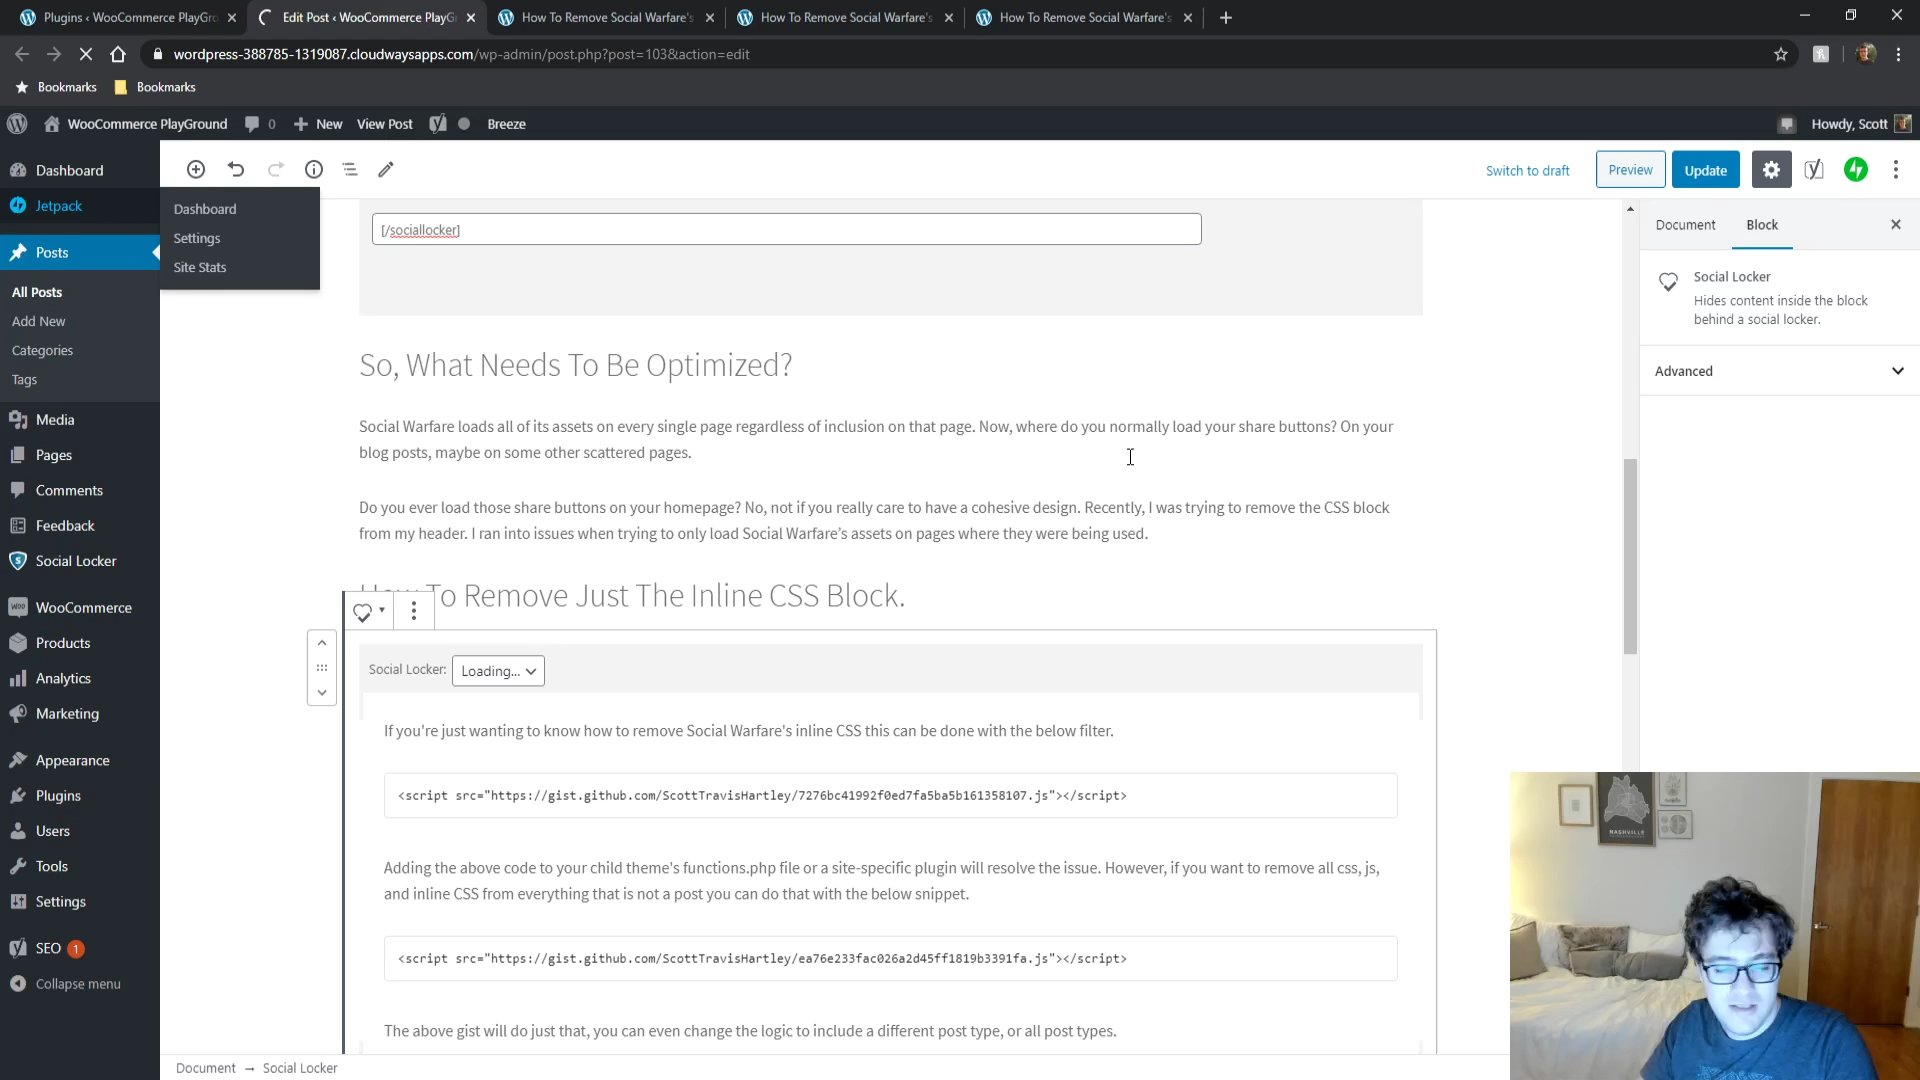 Plugins ‹ WooCommerce PlayGro
Edit Post ‹ WooCommerce PlayG
How To Remove Social Warfare's
How To Remove Social Warfare's
How To Remove Social Warfare's
wordpress-388785-1319087.cloudwaysapps.com/wp-admin/post.php?post=103&action=edit
Bookmarks
Bookmarks
WooCommerce PlayGround
0
New
View Post
Breeze
Howdy, Scott
Dashboard
Jetpack
Posts
All Posts
Add New
Categories
Tags
Media
Pages
Comments
Feedback
Social Locker
WooCommerce
Products
Analytics
Marketing
Appearance
Plugins
Users
Tools
Settings
SEO 1
Collapse menu
Dashboard
Settings
Site Stats
Switch to draft
Preview
Update
[/sociallocker]
So, What Needs To Be Optimized?
Social Warfare loads all of its assets on every single page regardless of inclusion on that page. Now, where do you normally load your share buttons? On your
blog posts, maybe on some other scattered pages.
Do you ever load those share buttons on your homepage? No, not if you really care to have a cohesive design. Recently, I was trying to remove the CSS block
from my header. I ran into issues when trying to only load Social Warfare’s assets on pages where they were being used.
How To Remove Just The Inline CSS Block.
Social Locker:
Loading...
If you're just wanting to know how to remove Social Warfare's inline CSS this can be done with the below filter.
<script src="https://gist.github.com/ScottTravisHartley/7276bc41992f0ed7fa5ba5b161358107.js"></script>
Adding the above code to your child theme's functions.php file or a site-specific plugin will resolve the issue. However, if you want to remove all css, js,
and inline CSS from everything that is not a post you can do that with the below snippet.
<script src="https://gist.github.com/ScottTravisHartley/ea76e233fac026a2d45ff1819b3391fa.js"></script>
The above gist will do just that, you can even change the logic to include a different post type, or all post types.
Document → Social Locker
Document
Block
Social Locker
Hides content inside the block
behind a social locker.
Advanced
NASHVILLE